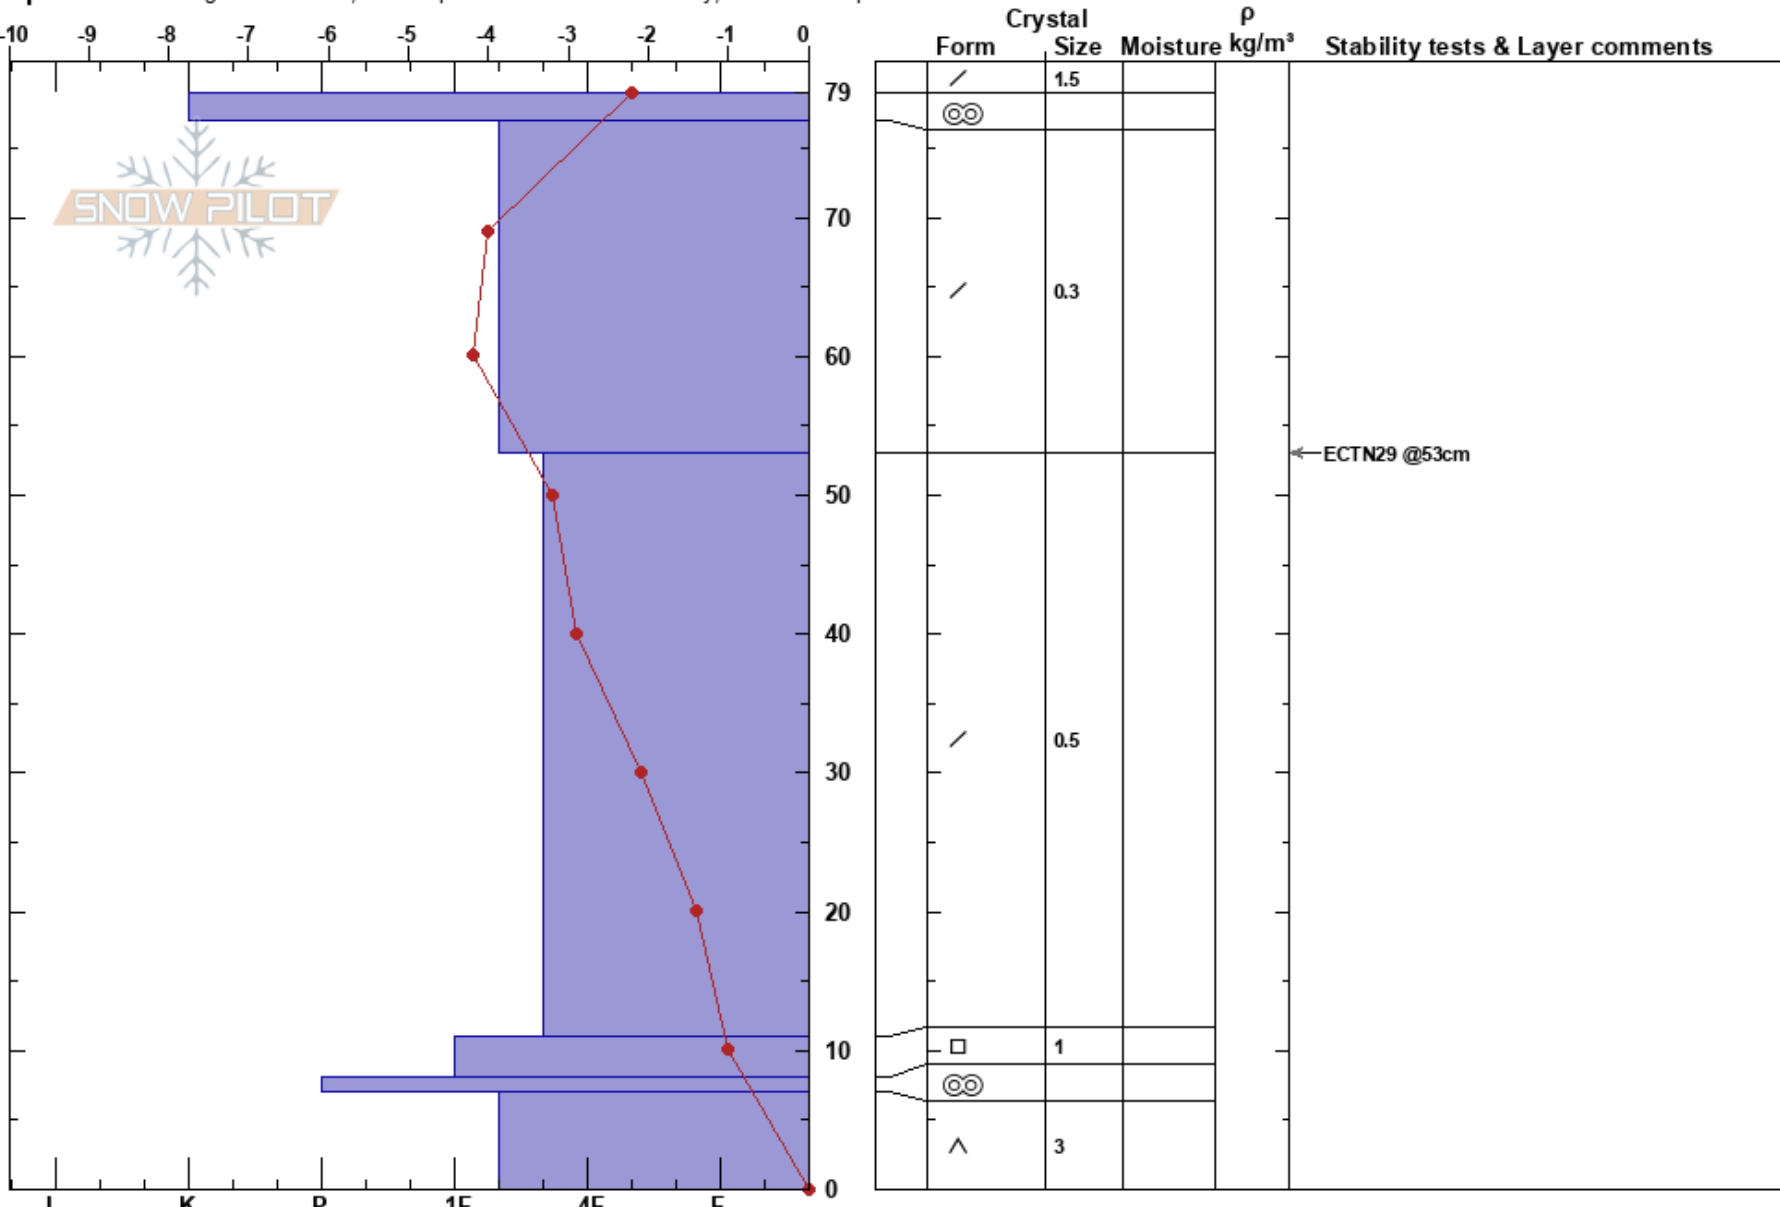 Crystal ρ
-10 -9 -8 -7 -6 -5 -4 -3 -2 -1 0 Form Size Moisture kg/m³ Stability tests & Layer comments
79 1.5
SNOW PILOT
70
0.3
60
ECTN29 @53cm
50
40
0.5
30
20
10 1
3
0
I K P 1F 4F F